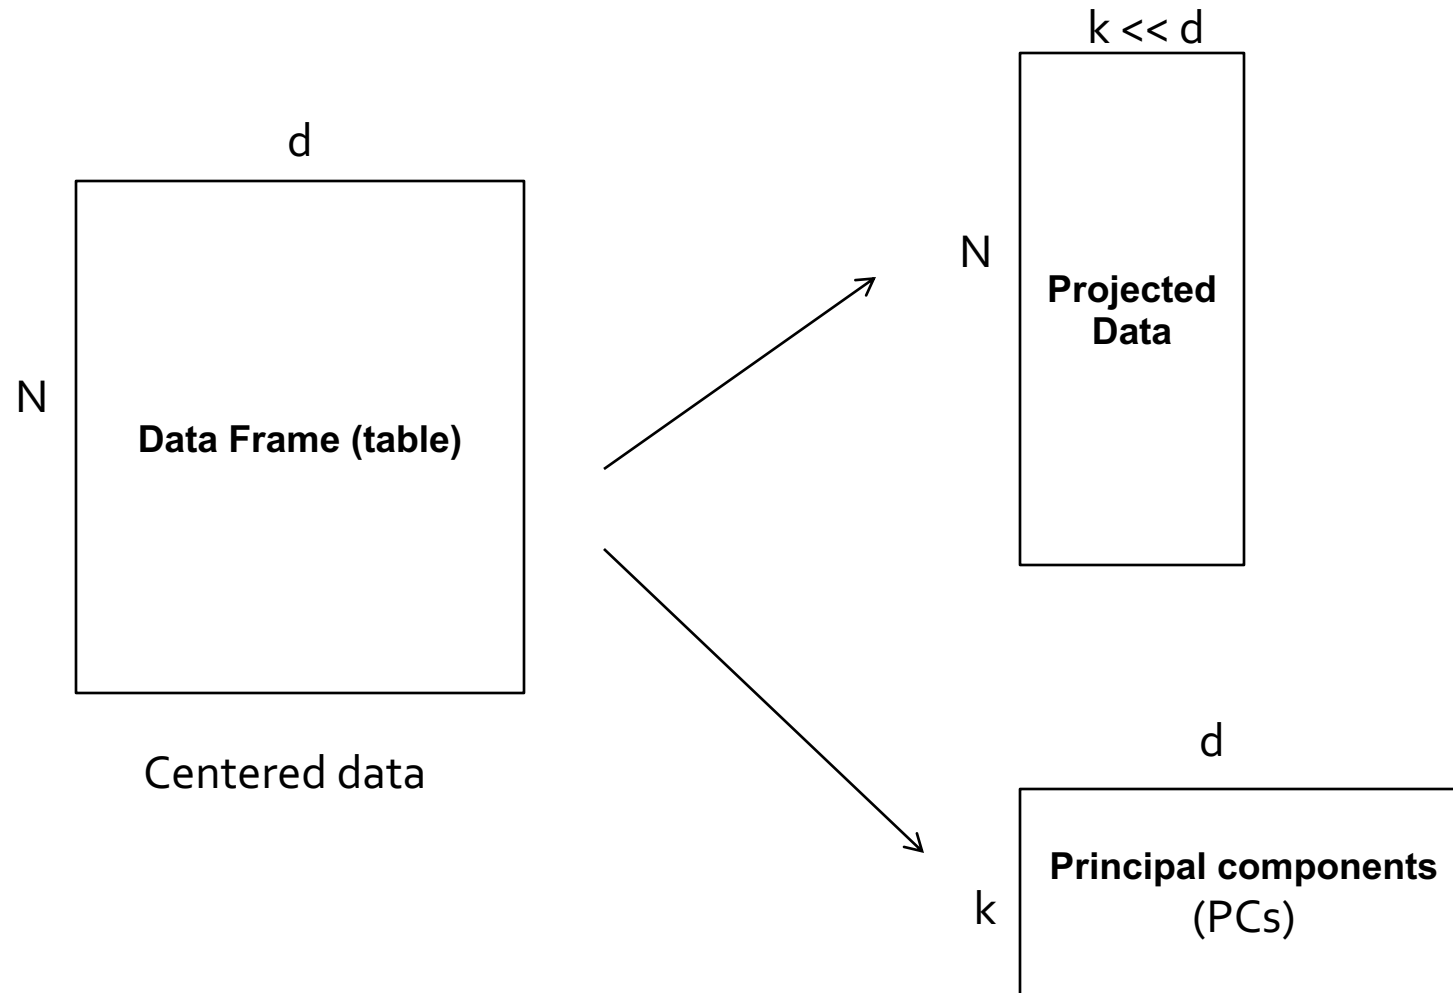 d
N
Data Frame (table)
Centered data
k << d
N
Projected
Data
d
k
Principal components
(PCs)